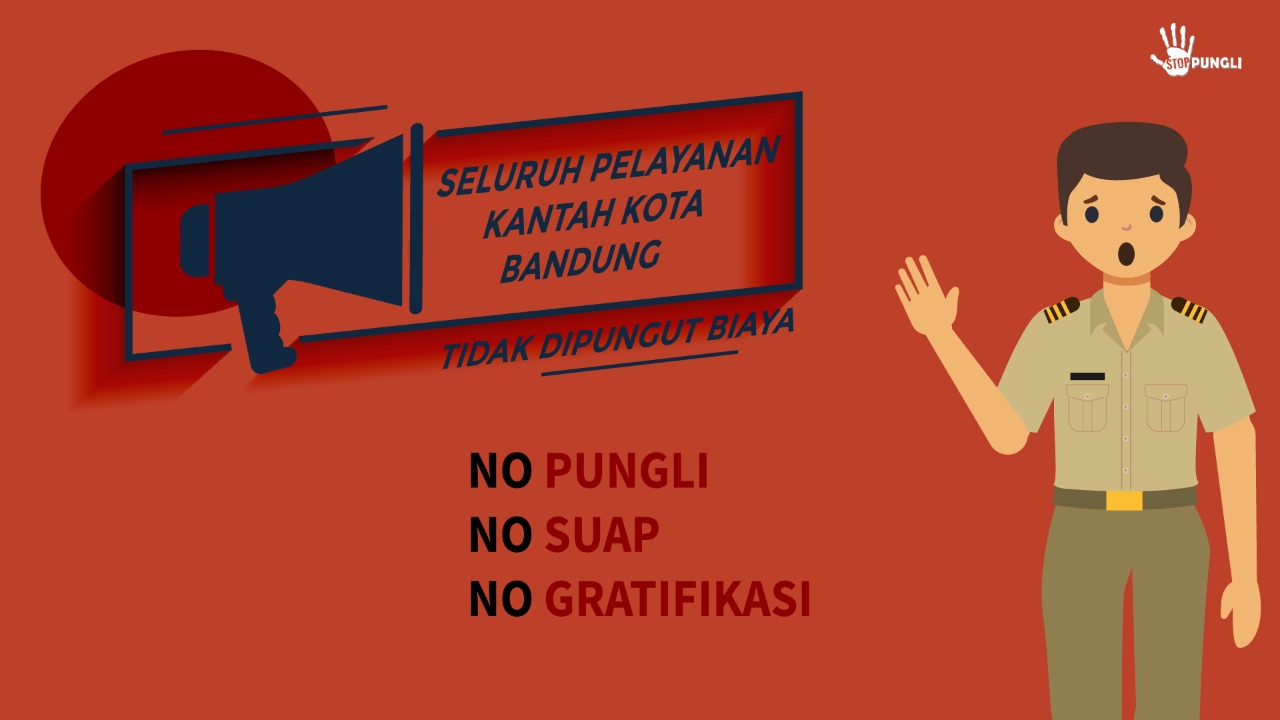 STOP PUNGLI
SELURUH PELAYANAN
KANTAH KOTA
BANDUNG
TIDAK DIPUNGUT BIAYA
NO PUNGLI
NO SUAP
NO GRATIFIKASI